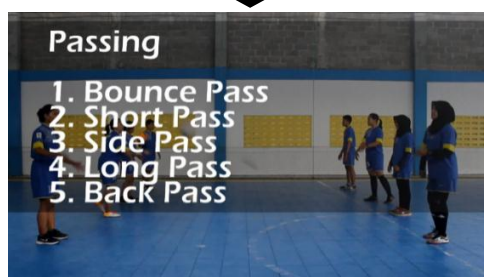 Passing
1. Bounce Pass
2. Short Pass
3. Side Pass
4. Long Pass
5. Back Pass